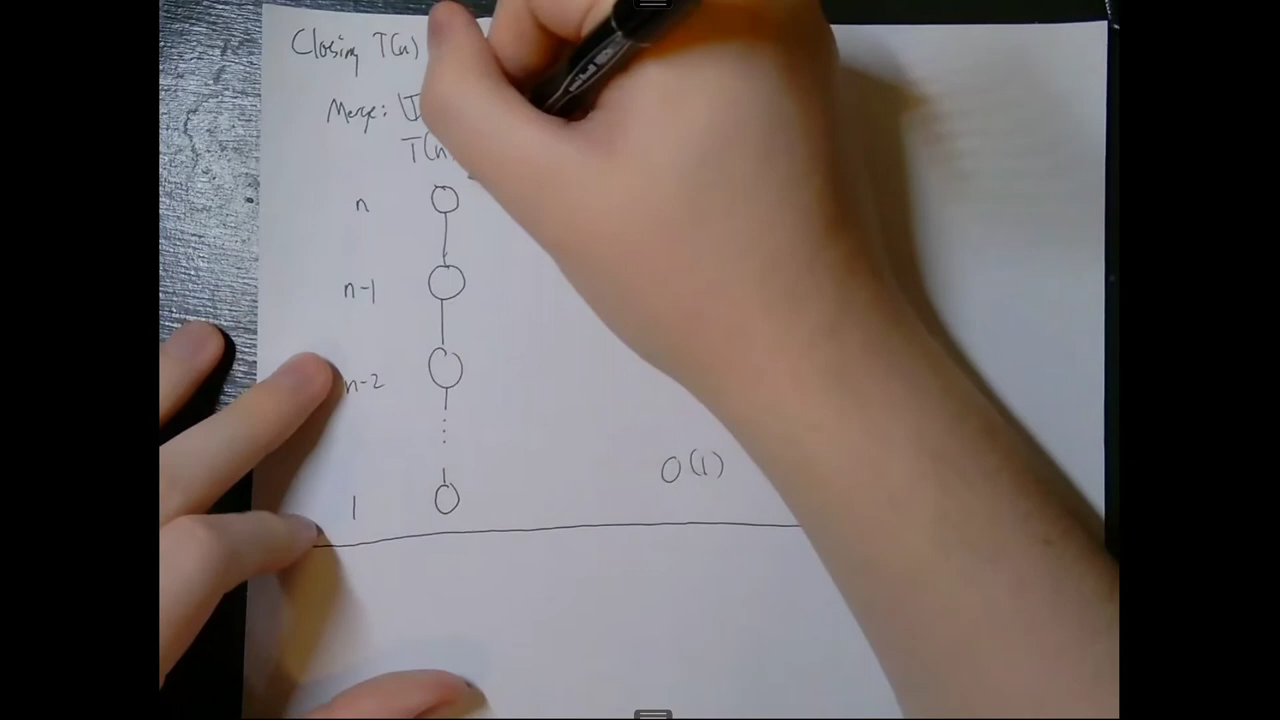 Closing T(n)
Merge:
T(n
n
n-1
n-2
O(1)
1